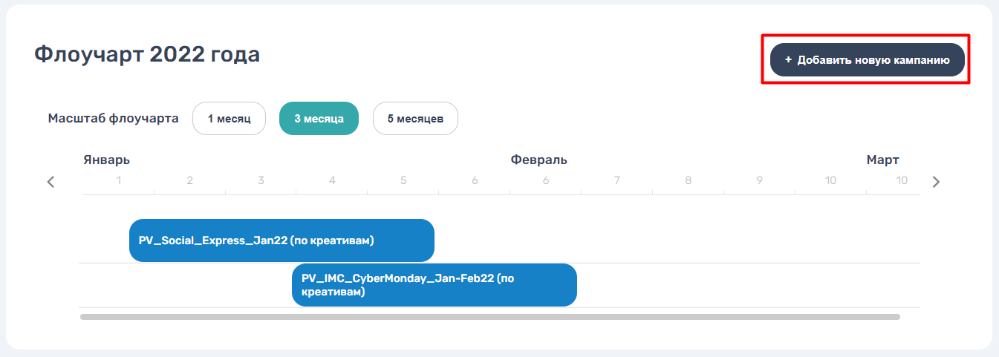 Флоучарт 2022 года
+ Добавить новую кампанию
Масштаб флоучарта 1 месяц 3 месяца 5 месяцев
Январь Февраль Март
1 2 3 4 5 6 6 7 8 9 10 10
PV_Social_Express_Jan22 (по креативам)
PV_IMC_CyberMonday_Jan-Feb22 (по
креативам)